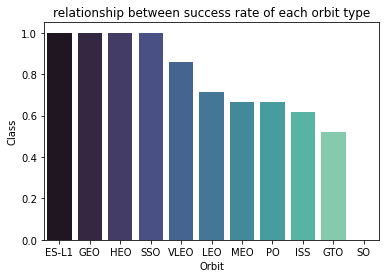 relationship between success rate of each orbit type
Class
1.0
0.8
0.6
0.4
0.2
0.0
ES-L1 GEO HEO SSO VLEO LEO MEO PO ISS GTO SO
Orbit